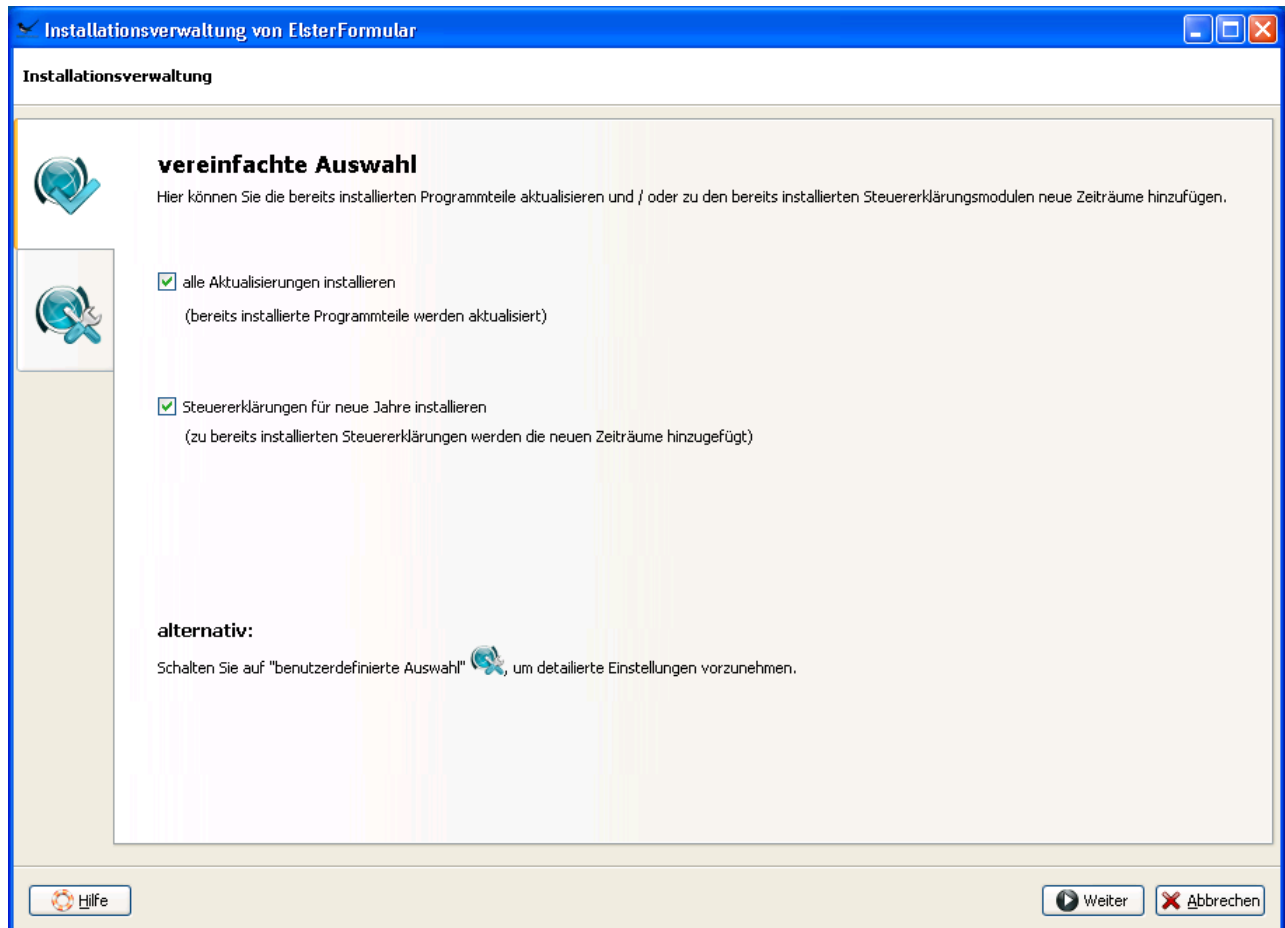 Installationsverwaltung von ElsterFormular
Installationsverwaltung
vereinfachte Auswahl
Hier können Sie die bereits installierten Programmteile aktualisieren und / oder zu den bereits installierten Steuererklärungsmodulen neue Zeiträume hinzufügen.
alle Aktualisierungen installieren
(bereits installierte Programmteile werden aktualisiert)
Steuererklärungen für neue Jahre installieren
(zu bereits installierten Steuererklärungen werden die neuen Zeiträume hinzugefügt)
alternativ:
Schalten Sie auf "benutzerdefinierte Auswahl" , um detailierte Einstellungen vorzunehmen.
Hilfe Weiter Abbrechen